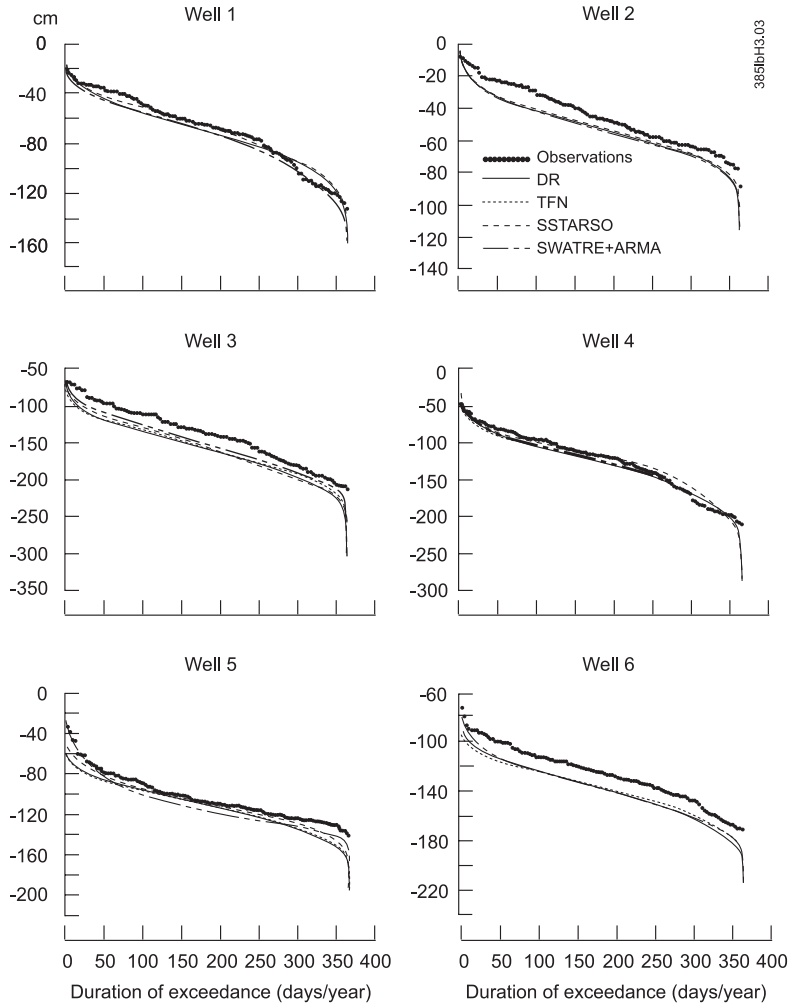 cm
Well 1
Well 2
385lbH3.03
0
-40
-80
-120
-160
0
-20
-40
-60
-80
-100
-120
-140
Observations
DR
TFN
SSTARSO
SWATRE+ARMA
Well 3
Well 4
-50
-100
-150
-200
-250
-300
-350
0
-50
-100
-150
-200
-250
-300
Well 5
Well 6
0
-40
-80
-120
-160
-200
-60
-100
-140
-180
-220
0 50 100 150 200 250 300 350 400
0 50 100 150 200 250 300 350 400
Duration of exceedance (days/year)
Duration of exceedance (days/year)